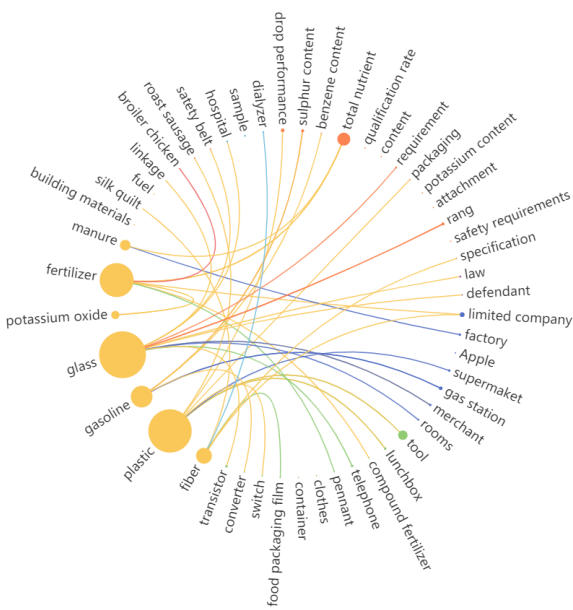 drop performance
sulphur content
benzene content
total nutrient
qualification rate
content
requirement
packaging
potassium content
attachment
rang
safety requirements
specification
law
defendant
limited company
factory
Apple
supermaket
gas station
merchant
rooms
tool
lunchbox
compound fertilizer
telephone
pennant
clothes
container
food packaging film
switch
converter
transistor
fiber
plastic
gasoline
glass
potassium oxide
fertilizer
manure
building materials
silk quilt
fuel
linkage
broiler chicken
roast sausage
satety belt
hospital
sample
dialyzer